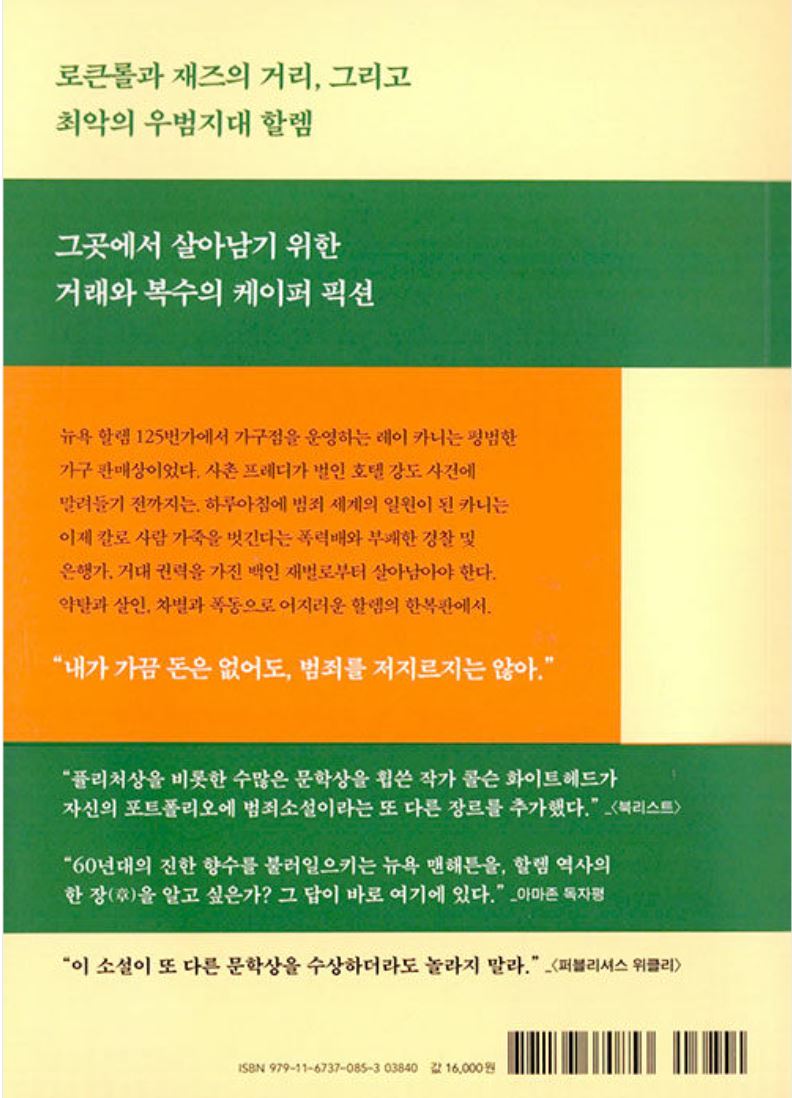 로큰롤과 재즈의 거리, 그리고
최악의 우범지대 할렘
그곳에서 살아남기 위한
거래와 복수의 케이퍼 픽션
뉴욕 할렘 125번가에서 가구점을 운영하는 레이 카니는 평범한
가구 판매상이었다. 사촌 프레디가 벌인 호텔 강도 사건에
말려들기 전까지는. 하루아침에 범죄 세계의 일원이 된 카니는
이제 칼로 사람 가죽을 벗긴다는 폭력배와 부패한 경찰 및
은행가, 거대 권력을 가진 백인 재벌로부터 살아남아야 한다.
약탈과 살인, 차별과 폭동으로 어지러운 할렘의 한복판에서.
“내가 가끔 돈은 없어도, 범죄를 저지르지는 않아.”
“퓰리처상을 비롯한 수많은 문학상을 휩쓴 작가 콜슨 화이트헤드가
자신의 포트폴리오에 범죄소설이라는 또 다른 장르를 추가했다.” _〈북리스트〉
“60년대의 진한 향수를 불러일으키는 뉴욕 맨해튼을, 할렘 역사의
한 장(章)을 알고 싶은가? 그 답이 바로 여기에 있다.” _아마존 독자평
“이 소설이 또 다른 문학상을 수상하더라도 놀라지 말라.” _〈퍼블리셔스 위클리〉
ISBN 979-11-6737-085-3 03840 값 16,000원